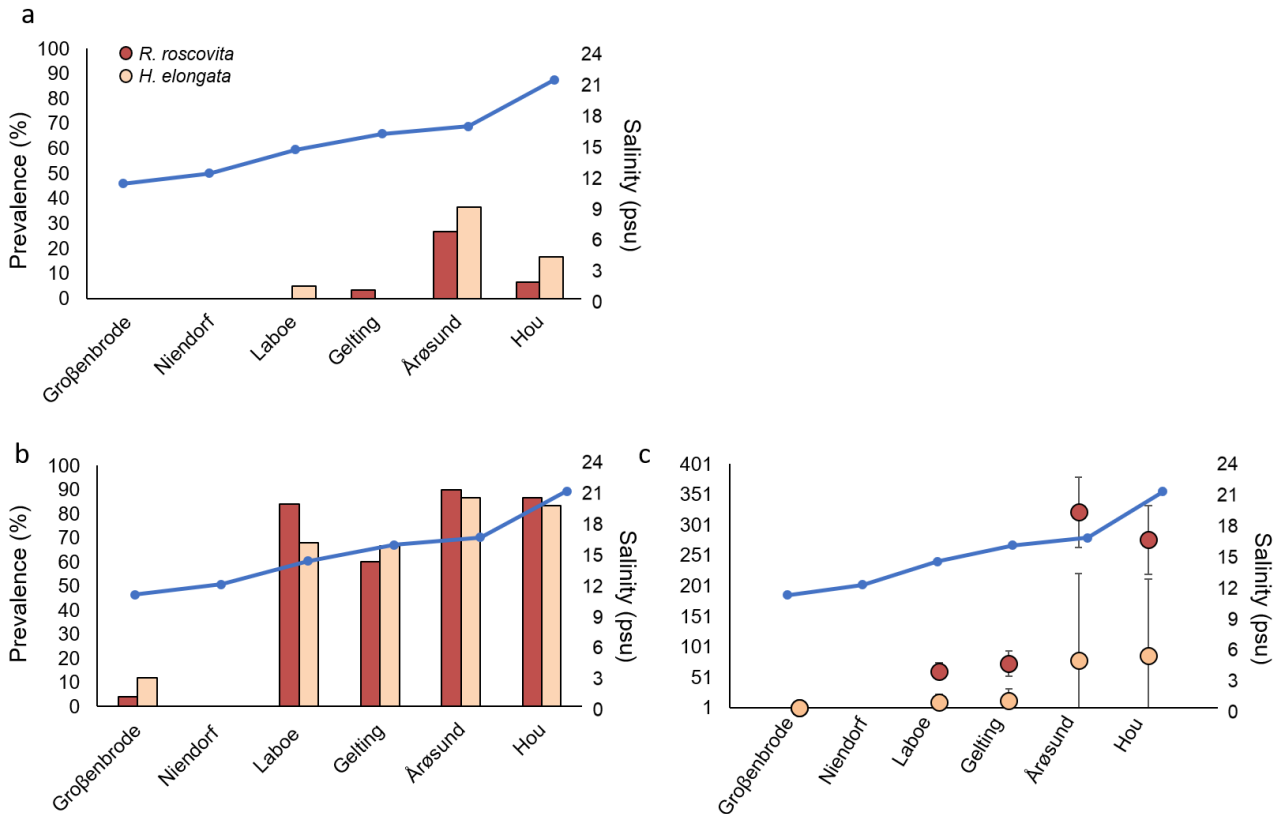 a
R. roscovita
H. elongata
Prevalence (%)
100
90
80
70
60
50
40
30
20
10
0
24
21
18
15
12
9
6
3
0
Salinity (psu)
Großenbrode
Niendorf
Laboe
Gelting
Årøsund
Hou
b
Prevalence (%)
100
90
80
70
60
50
40
30
20
10
0
24
21
18
15
12
9
6
3
0
Salinity (psu)
Großenbrode
Niendorf
Laboe
Gelting
Årøsund
Hou
c
401
351
301
251
201
151
101
51
1
24
21
18
15
12
9
6
3
0
Salinity (psu)
Großenbrode
Niendorf
Laboe
Gelting
Årøsund
Hou